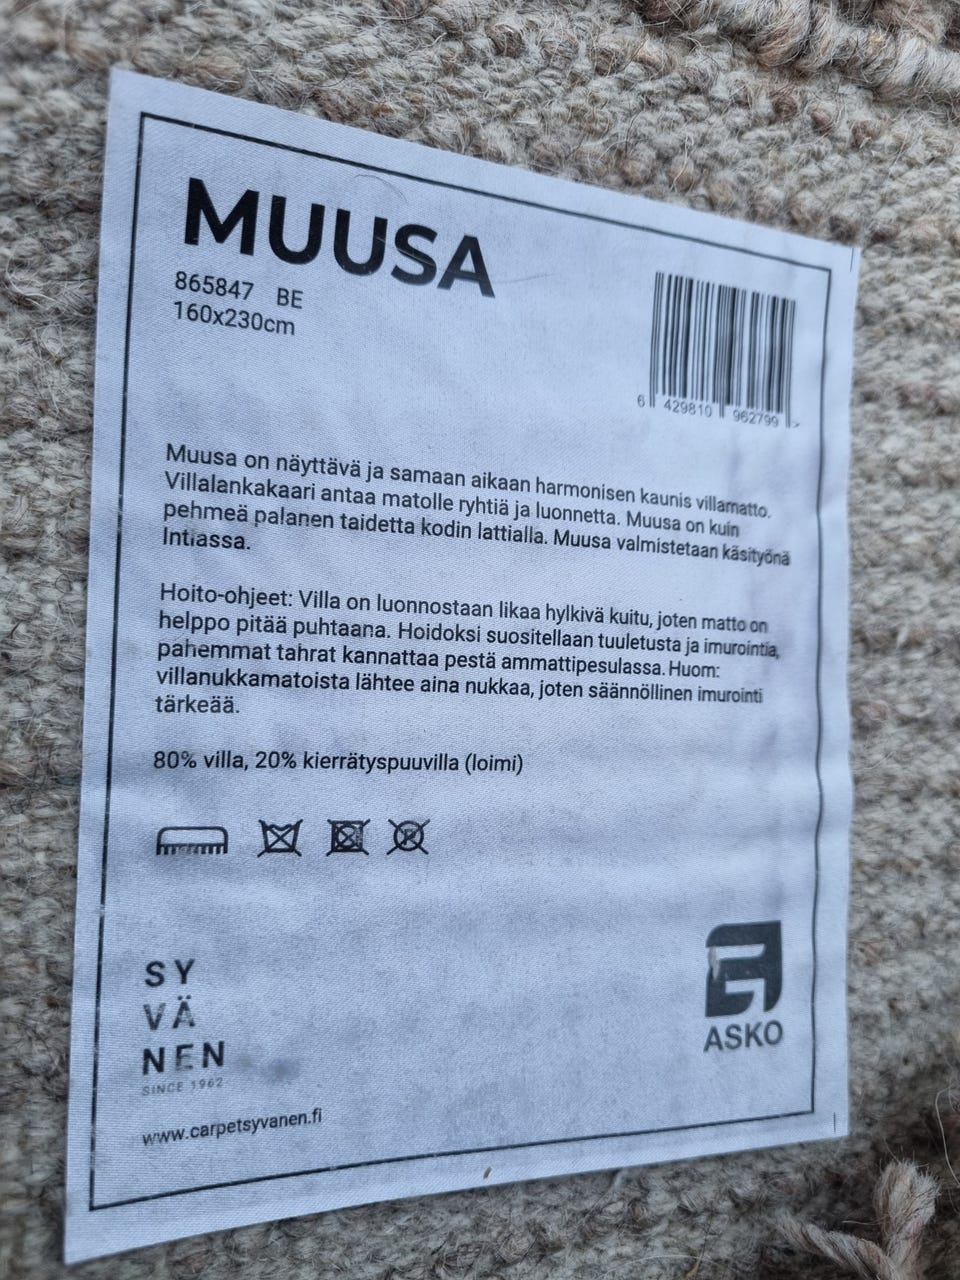 MUUSA
865847 BE
160x230cm
6 429810 962799 >
Muusa on näyttävä ja samaan aikaan harmonisen kaunis villamatto.
Villalankakaari antaa matolle ryhtiä ja luonnetta. Muusa on kuin
pehmeä palanen taidetta kodin lattialla. Muusa valmistetaan käsityönä
Intiassa.
Hoito-ohjeet: Villa on luonnostaan likaa hylkivä kuitu, joten matto on
helppo pitää puhtaana. Hoidoksi suositellaan tuuletusta ja imurointia,
pahemmat tahrat kannattaa pestä ammattipesulassa. Huom:
villanukkamatoista lähtee aina nukkaa, joten säännöllinen imurointi
tärkeää.
80% villa, 20% kierrätyspuuvilla (loimi)
SY
VÄ
NEN
SINCE 1962
www.carpetsyvanen.fi
ASKO